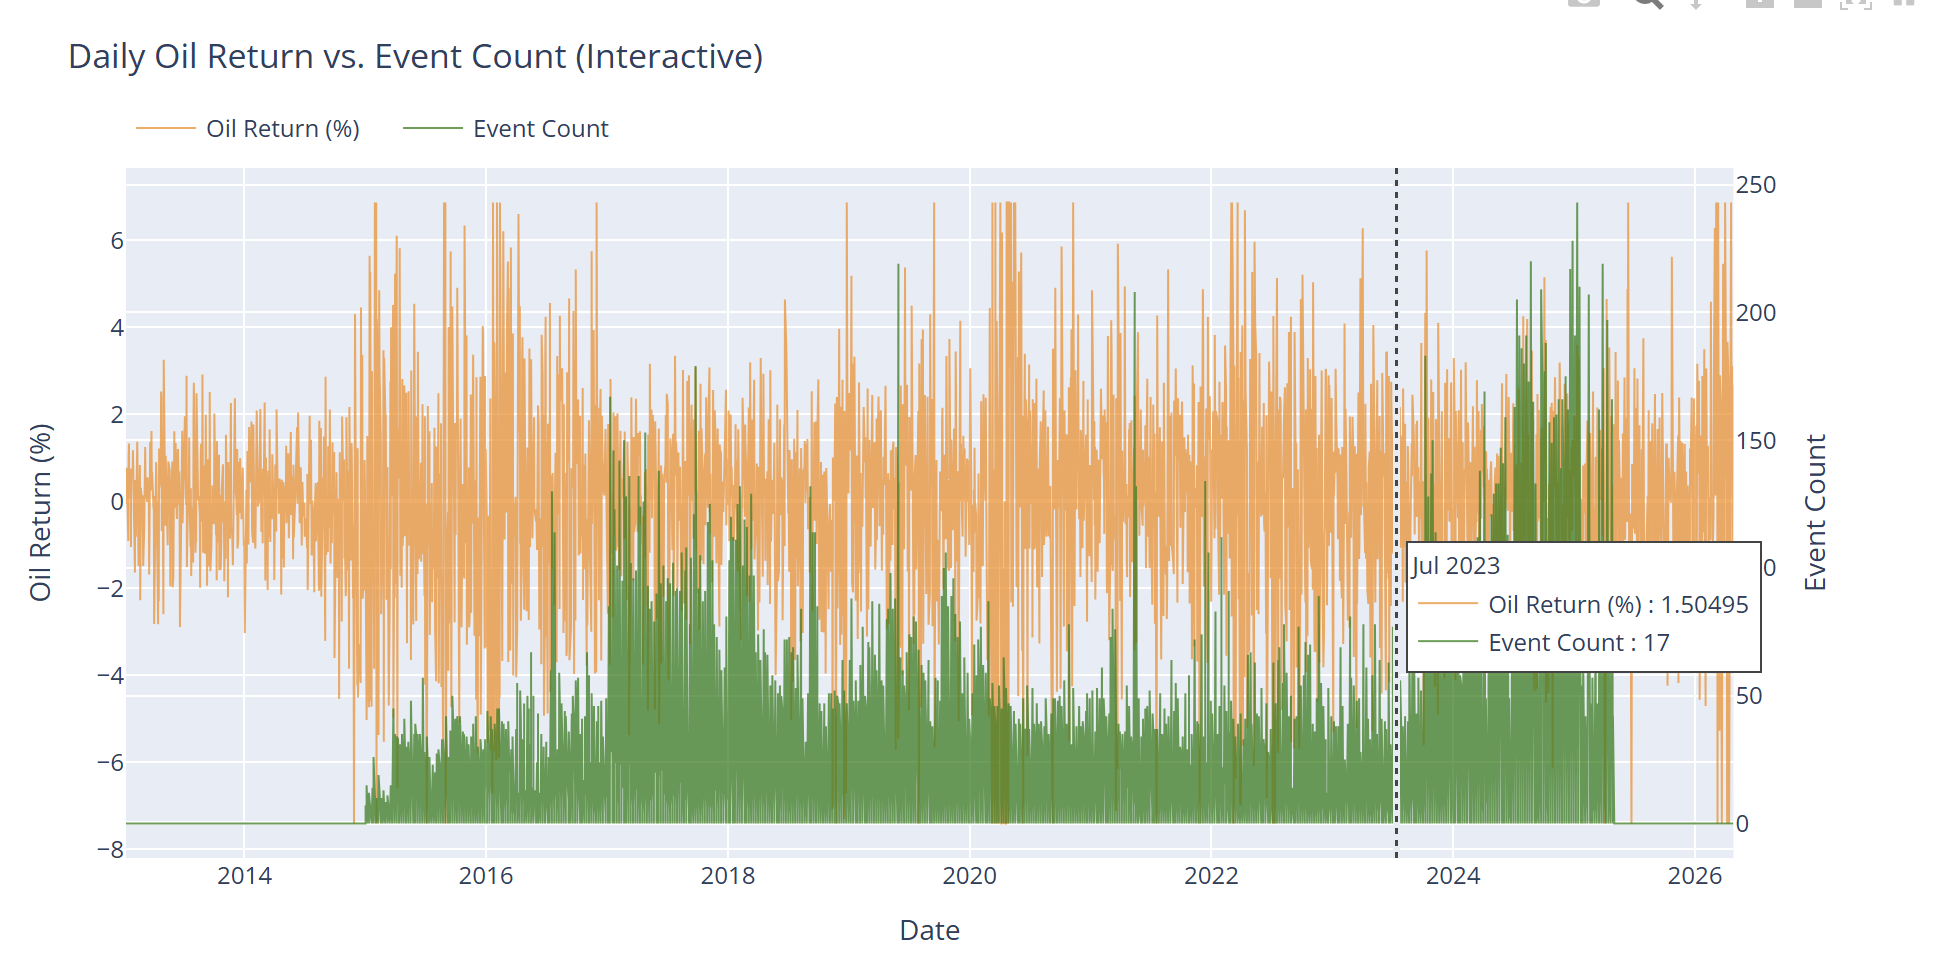 Daily Oil Return vs. Event Count (Interactive)
Oil Return (%)
Event Count
250
6
200
4
2
150
0
Jul 2023
0
−2
Oil Return (%) : 1.50495
Event Count : 17
−4
50
−6
0
−8
Oil Return (%)
Event Count
2014
2016
2018
2020
2022
2024
2026
Date